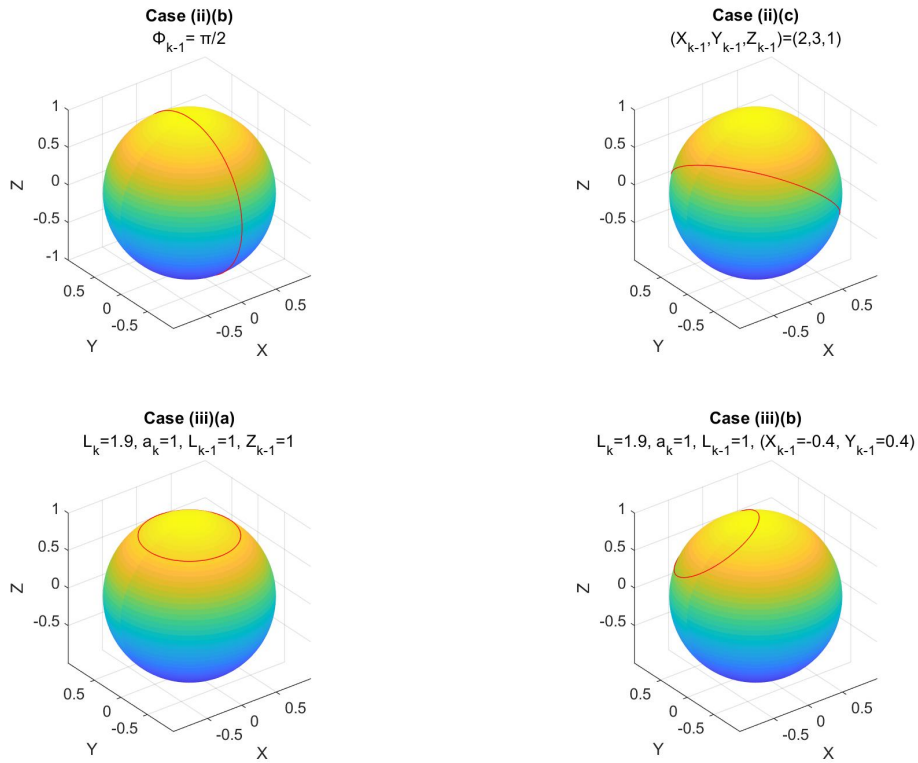 Case (ii)(b)
Φk-1= π/2
1
0.5
0
-0.5
-1
Z
0.5
0
-0.5
Y
-0.5
0
0.5
X
Case (ii)(c)
(Xk-1,Yk-1,Zk-1)=(2,3,1)
1
0.5
0
-0.5
Z
0.5
0
-0.5
Y
-0.5
0
0.5
X
Case (iii)(a)
Lk=1.9, ak=1, Lk-1=1, Zk-1=1
1
0.5
0
-0.5
Z
0.5
0
-0.5
Y
-0.5
0
0.5
X
Case (iii)(b)
Lk=1.9, ak=1, Lk-1=1, (Xk-1=-0.4, Yk-1=0.4)
1
0.5
0
-0.5
Z
0.5
0
-0.5
Y
-0.5
0
0.5
X